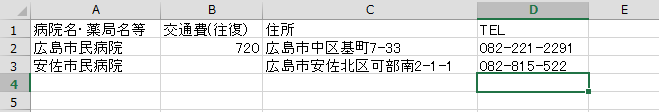 A B C D E
1 病院名・薬局名等 交通費(往復) 住所 TEL
2 広島市民病院 720 広島市中区基町7-33 082-221-2291
3 安佐市民病院 広島市安佐北区可部南2-1-1 082-815-522
4
5